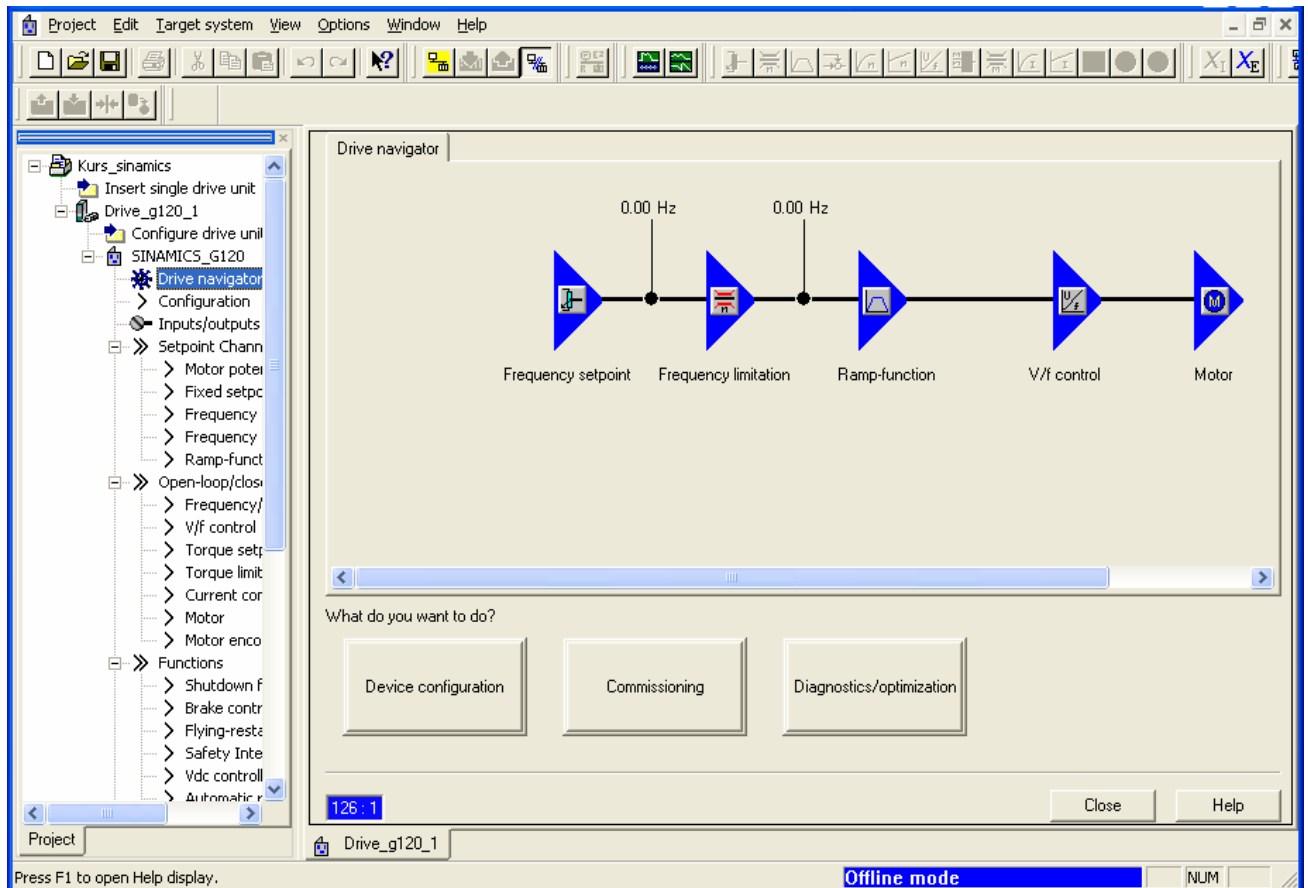 Project Edit Target system View Options Window Help
Drive navigator
Kurs_sinamics
Insert single drive unit
Drive_g120_1
Configure drive unit
SINAMICS_G120
Drive navigator
Configuration
Inputs/outputs
Setpoint Chann
Motor poten
Fixed setpo
Frequency
Frequency
Ramp-funct
Open-loop/clos
Frequency/
V/f control
Torque setp
Torque limit
Current con
Motor
Motor enco
Functions
Shutdown f
Brake contr
Flying-resta
Safety Inte
Vdc controll
Automatic r
Project
0.00 Hz 0.00 Hz
Frequency setpoint Frequency limitation Ramp-function V/f control Motor
What do you want to do?
Device configuration Commissioning Diagnostics/optimization
126 : 1
Close Help
Drive_g120_1
Press F1 to open Help display. Offline mode NUM